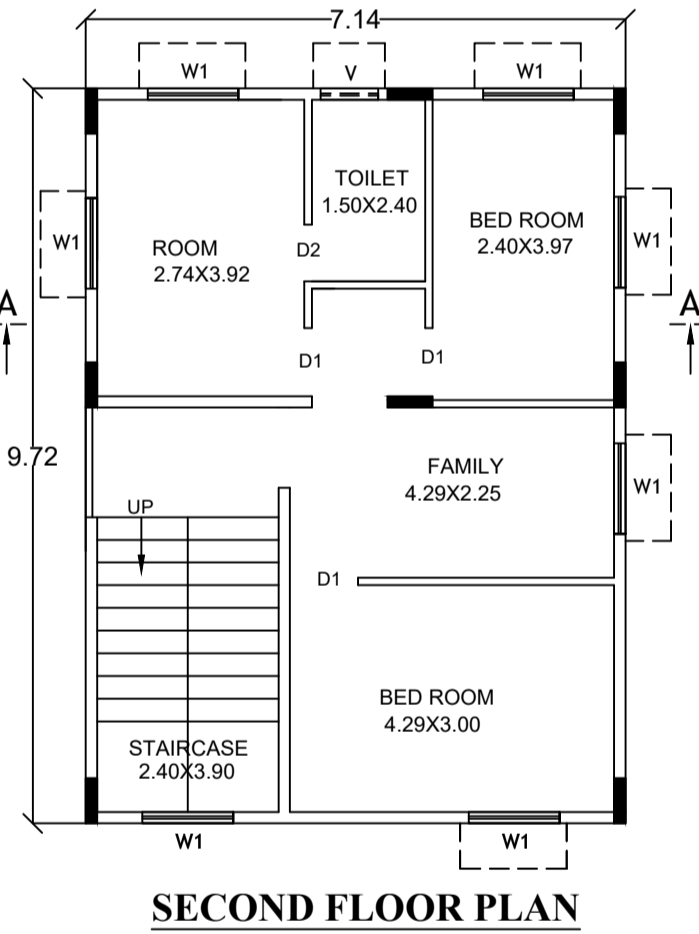 7.14
W1
V
W1
TOILET
1.50X2.40
BED ROOM
2.40X3.97
W1
W1
ROOM
2.74X3.92
D2
A
A
D1
D1
9.72
FAMILY
4.29X2.25
W1
UP
D1
BED ROOM
4.29X3.00
STAIRCASE
2.40X3.90
W1
W1
SECOND FLOOR PLAN